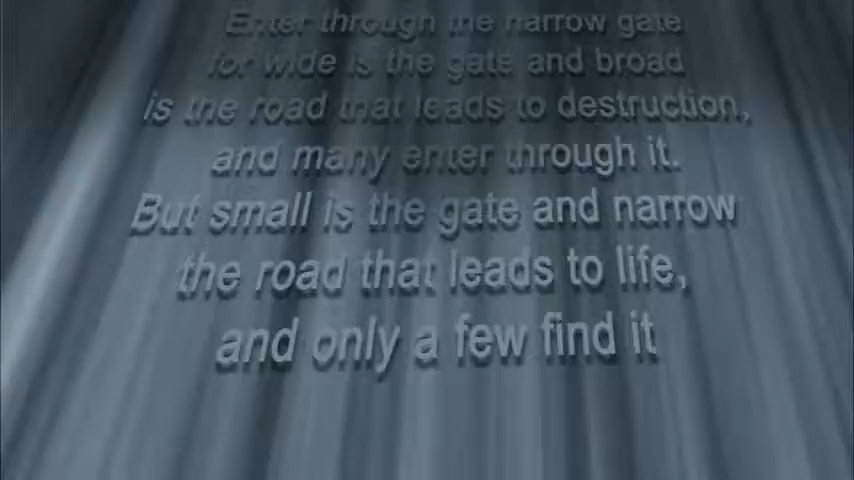 Enter through the narrow gate
for wide is the gate and broad
is the road that leads to destruction,
and many enter through it.
But small is the gate and narrow
the road that leads to life,
and only a few find it